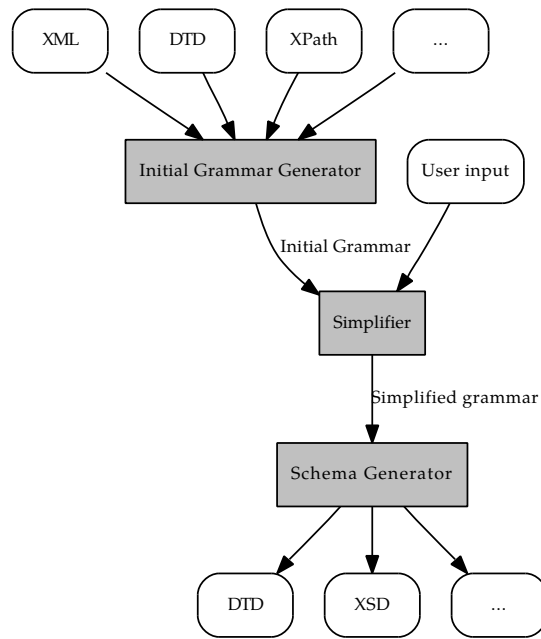 XML
DTD
XPath
...
Initial Grammar Generator
User input
Initial Grammar
Simplifier
Simplified grammar
Schema Generator
DTD
XSD
...